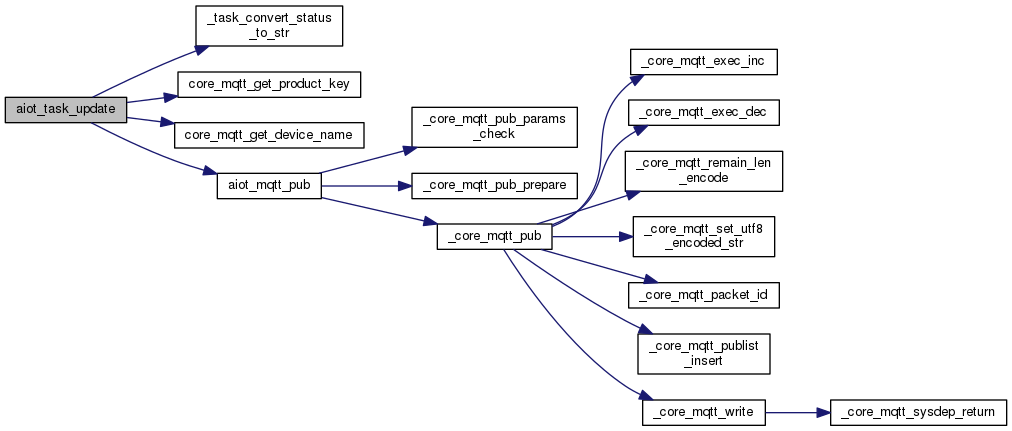 _task_convert_status
_to_str
core_mqtt_get_product_key
aiot_task_update
core_mqtt_get_device_name
aiot_mqtt_pub
_core_mqtt_pub_params
_check
_core_mqtt_pub_prepare
_core_mqtt_pub
_core_mqtt_exec_inc
_core_mqtt_exec_dec
_core_mqtt_remain_len
_encode
_core_mqtt_set_utf8
_encoded_str
_core_mqtt_packet_id
_core_mqtt_publist
_insert
_core_mqtt_write
_core_mqtt_sysdep_return